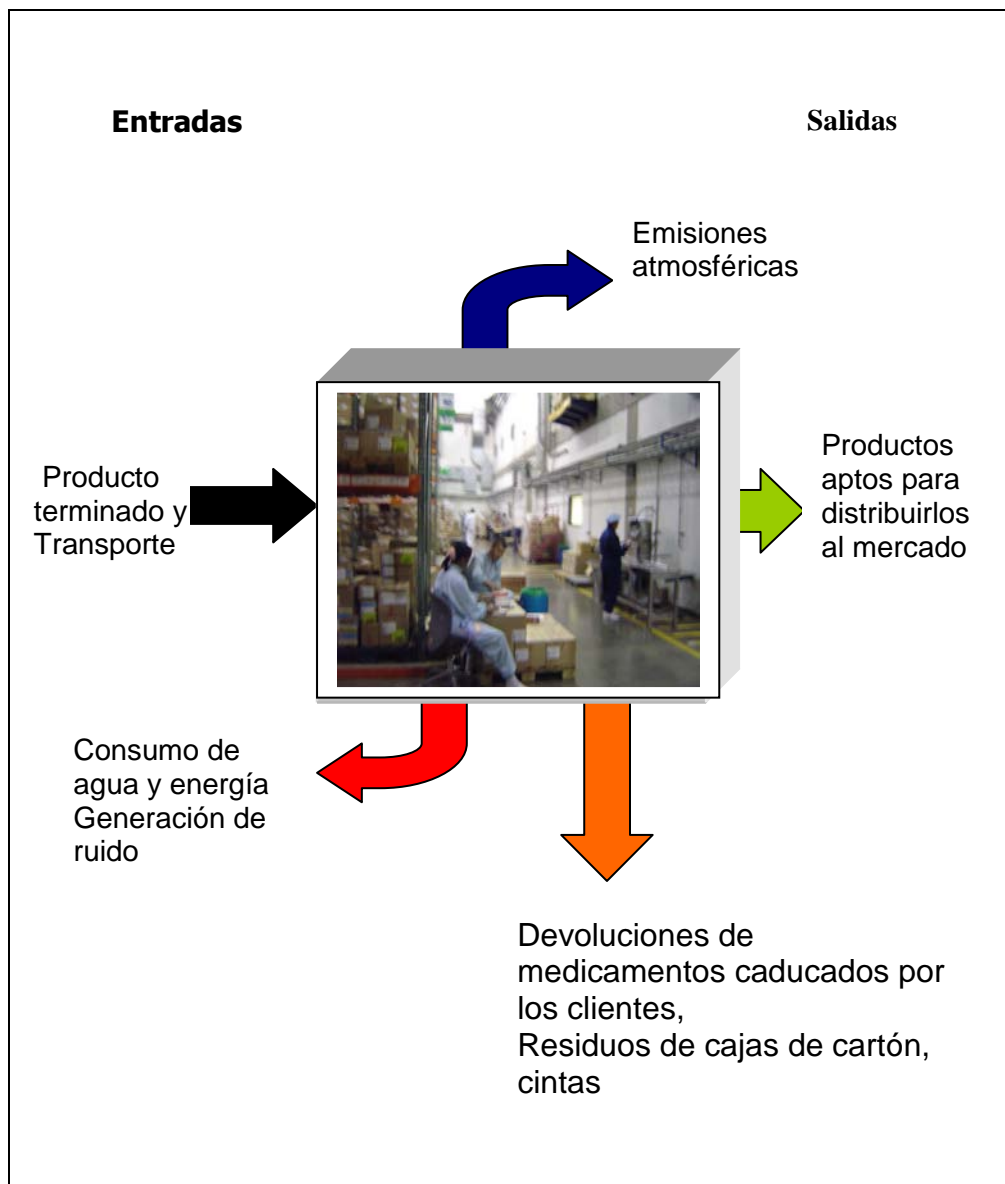 Entradas
Salidas
Emisiones
atmosféricas
Producto
terminado y
Transporte
Productos
aptos para
distribuirlos
al mercado
Consumo de
agua y energía
Generación de
ruido
Devoluciones de
medicamentos caducados por
los clientes,
Residuos de cajas de cartón,
cintas